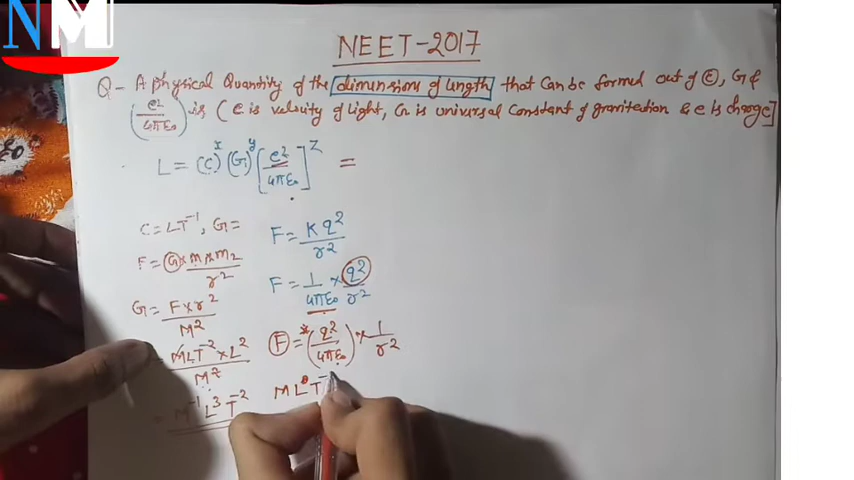 NM
NEET-2017
Q- A physical Quantity of the dimensions of length that can be formed out of c, G &
(e²/4πε₀) is ( c is velocity of light, G is universal Constant of gravitation & e is charge]
L = (C)ˣ (G)ʸ [e²/4πε₀]ᶻ =
C = LT⁻¹, G =
F = G×m×m₂/r²
G = F×r²/M²
= MLT⁻²×L²/M²
= M⁻¹L³T⁻²
F = Kq²/r²
F = 1/4πε₀ × q²/r²
F = (q²/4πε₀) × 1/r²
ML T⁻